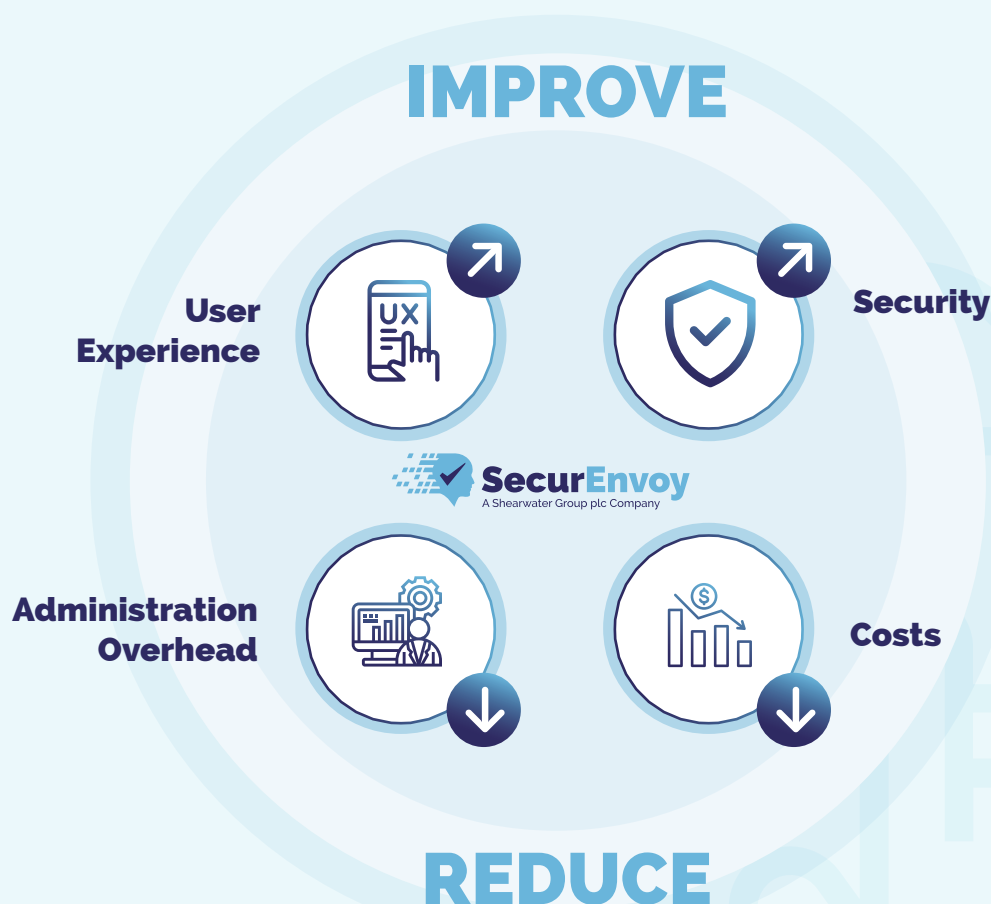 IMPROVE
User
Experience
UX
Security
SecurEnvoy
A Shearwater Group plc Company
Administration
Overhead
$
Costs
REDUCE